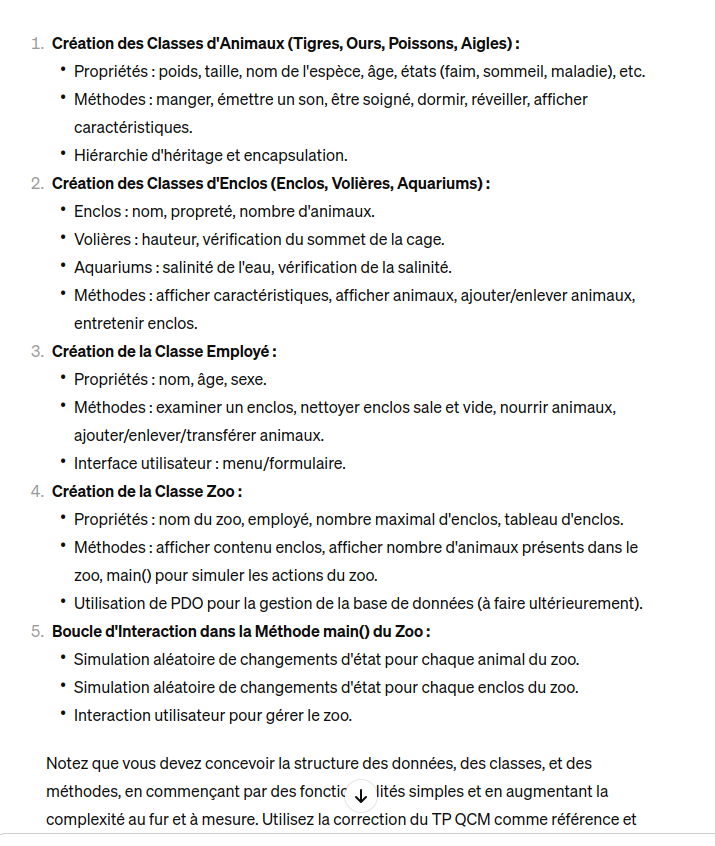 1. Création des Classes d'Animaux (Tigres, Ours, Poissons, Aigles) :
• Propriétés : poids, taille, nom de l'espèce, âge, états (faim, sommeil, maladie), etc.
• Méthodes : manger, émettre un son, être soigné, dormir, réveiller, afficher
caractéristiques.
• Hiérarchie d'héritage et encapsulation.
2. Création des Classes d'Enclos (Enclos, Volières, Aquariums) :
• Enclos : nom, propreté, nombre d'animaux.
• Volières : hauteur, vérification du sommet de la cage.
• Aquariums : salinité de l'eau, vérification de la salinité.
• Méthodes : afficher caractéristiques, afficher animaux, ajouter/enlever animaux,
entretenir enclos.
3. Création de la Classe Employé :
• Propriétés : nom, âge, sexe.
• Méthodes : examiner un enclos, nettoyer enclos sale et vide, nourrir animaux,
ajouter/enlever/transférer animaux.
• Interface utilisateur : menu/formulaire.
4. Création de la Classe Zoo :
• Propriétés : nom du zoo, employé, nombre maximal d'enclos, tableau d'enclos.
• Méthodes : afficher contenu enclos, afficher nombre d'animaux présents dans le
zoo, main() pour simuler les actions du zoo.
• Utilisation de PDO pour la gestion de la base de données (à faire ultérieurement).
5. Boucle d'Interaction dans la Méthode main() du Zoo :
• Simulation aléatoire de changements d'état pour chaque animal du zoo.
• Simulation aléatoire de changements d'état pour chaque enclos du zoo.
• Interaction utilisateur pour gérer le zoo.
Notez que vous devez concevoir la structure des données, des classes, et des
méthodes, en commençant par des simples et en augmentant la
complexité au fur et à mesure. Utilisez la correction du TP QCM comme référence et